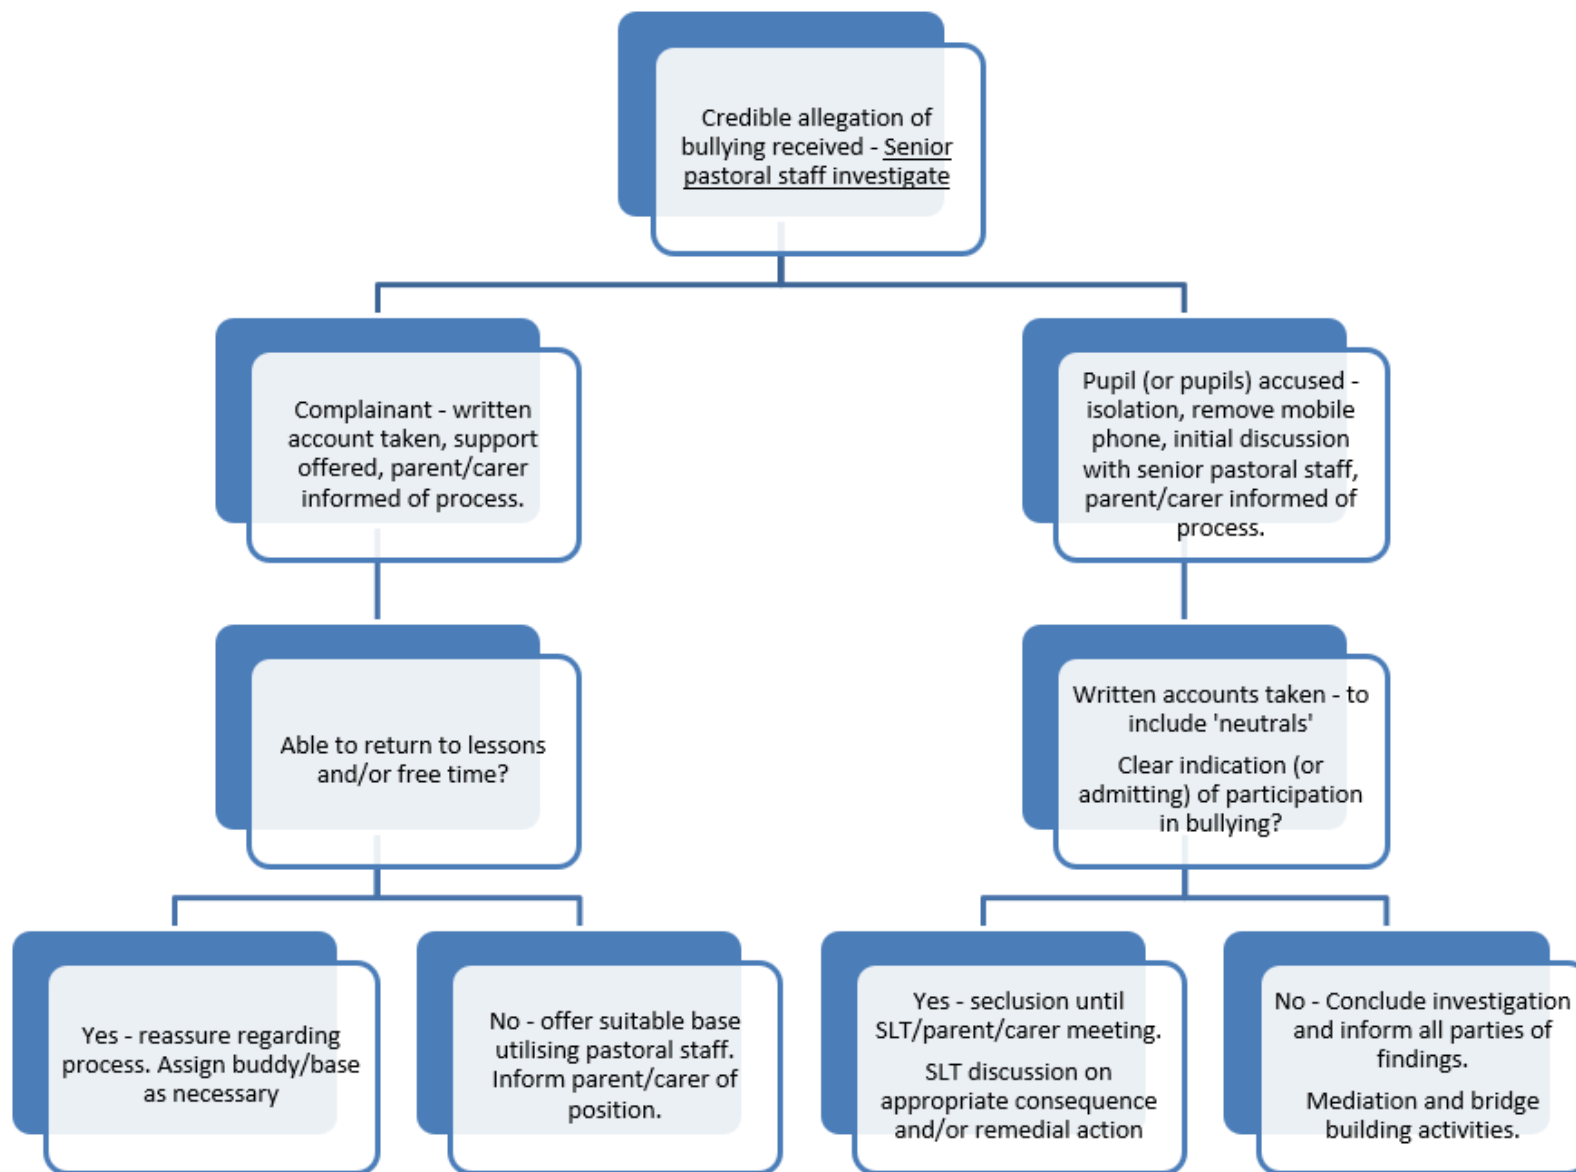 Credible allegation of
bullying received - Senior
pastoral staff investigate
Complainant - written
account taken, support
offered, parent/carer
informed of process.
Pupil (or pupils) accused -
isolation, remove mobile
phone, initial discussion
with senior pastoral staff,
parent/carer informed of
process.
Able to return to lessons
and/or free time?
Written accounts taken - to
include 'neutrals'
Clear indication (or
admitting) of participation
in bullying?
Yes - reassure regarding
process. Assign buddy/base
as necessary
No - offer suitable base
utilising pastoral staff.
Inform parent/carer of
position.
Yes - seclusion until
SLT/parent/carer meeting.
SLT discussion on
appropriate consequence
and/or remedial action
No - Conclude investigation
and inform all parties of
findings.
Mediation and bridge
building activities.